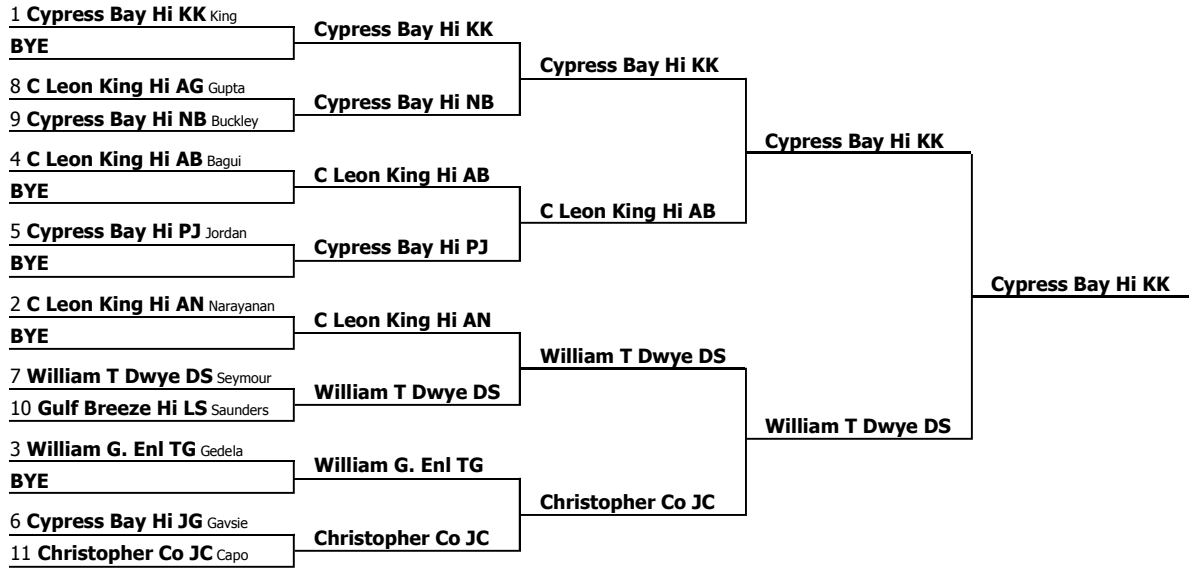 1 Cypress Bay Hi KK King
BYE
8 C Leon King Hi AG Gupta
9 Cypress Bay Hi NB Buckley
4 C Leon King Hi AB Bagui
BYE
5 Cypress Bay Hi PJ Jordan
BYE
2 C Leon King Hi AN Narayanan
BYE
7 William T Dwye DS Seymour
10 Gulf Breeze Hi LS Saunders
3 William G. Enl TG Gedela
BYE
6 Cypress Bay Hi JG Gavsie
11 Christopher Co JC Capo
Cypress Bay Hi KK
Cypress Bay Hi NB
C Leon King Hi AB
Cypress Bay Hi PJ
C Leon King Hi AN
William T Dwye DS
William G. Enl TG
Christopher Co JC
Cypress Bay Hi KK
C Leon King Hi AB
William T Dwye DS
Christopher Co JC
Cypress Bay Hi KK
William T Dwye DS
Cypress Bay Hi KK